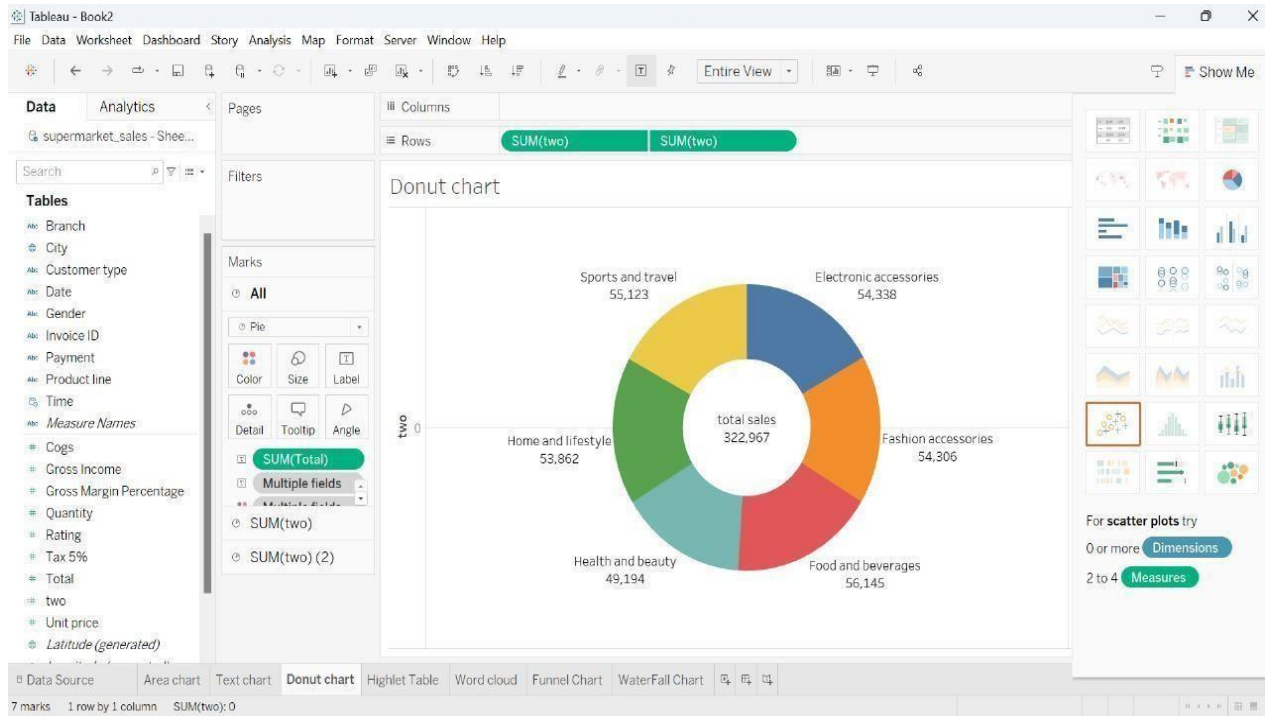 Tableau - Book2
File Data Worksheet Dashboard Story Analysis Map Format Server Window Help
Entire View
Show Me
Data Analytics
supermarket_sales - Shee...
Search
Tables
Abc Branch
City
Abc Customer type
Abc Date
Abc Gender
Abc Invoice ID
Abc Payment
Abc Product line
Time
Abc Measure Names
# Cogs
# Gross Income
# Gross Margin Percentage
# Quantity
# Rating
# Tax 5%
# Total
=# two
# Unit price
Latitude (generated)
Pages
Filters
Marks
All
Pie
Color Size Label
Detail Tooltip Angle
SUM(Total)
Multiple fields
SUM(two)
SUM(two) (2)
Columns
Rows SUM(two) SUM(two)
Donut chart
two
0
Sports and travel
55,123
Electronic accessories
54,338
total sales
322,967
Home and lifestyle
53,862
Fashion accessories
54,306
Health and beauty
49,194
Food and beverages
56,145
For scatter plots try
0 or more Dimensions
2 to 4 Measures
Data Source Area chart Text chart Donut chart Highlet Table Word cloud Funnel Chart WaterFall Chart
7 marks 1 row by 1 column SUM(two): 0